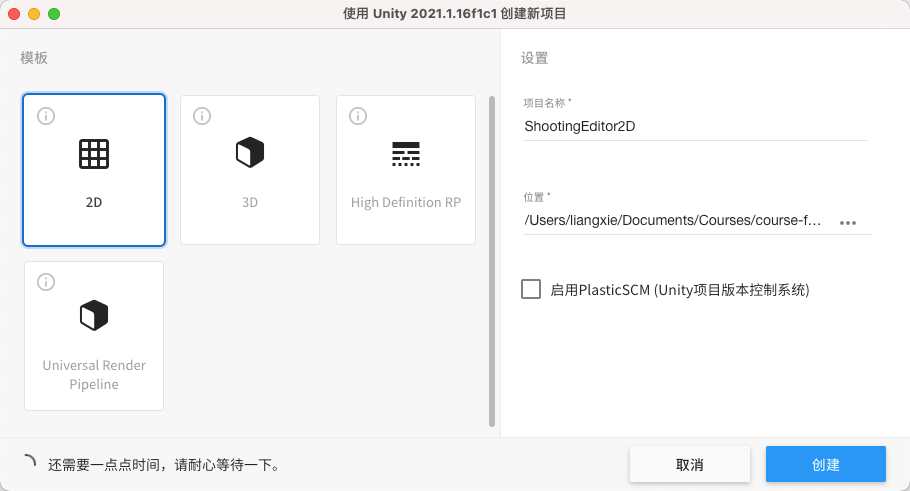 使用 Unity 2021.1.16f1c1 创建新项目
模板
2D
3D
High Definition RP
Universal Render
Pipeline
设置
项目名称 *
ShootingEditor2D
位置 *
/Users/liangxie/Documents/Courses/course-f...
启用PlasticSCM (Unity项目版本控制系统)
还需要一点点时间，请耐心等待一下。
取消
创建